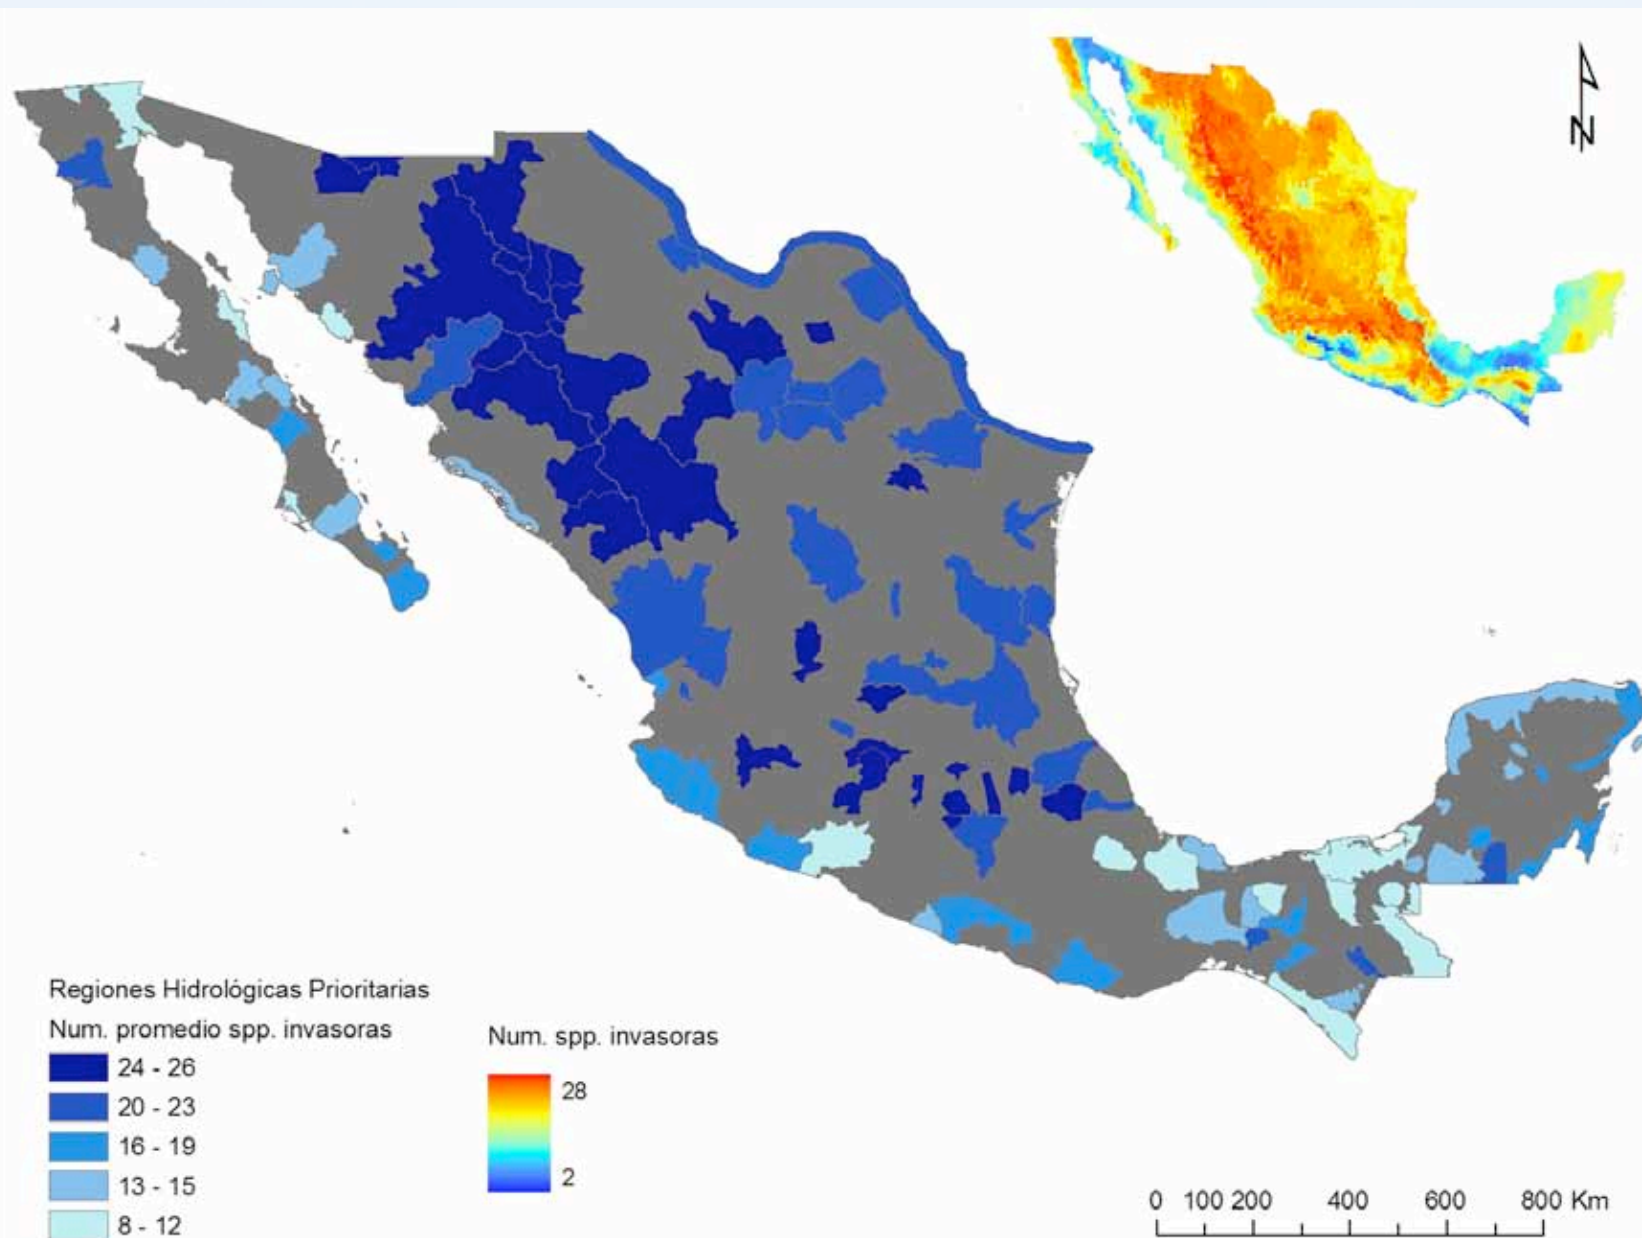 N
Regiones Hidrológicas Prioritarias
Num. promedio spp. invasoras
24 - 26
20 - 23
16 - 19
13 - 15
8 - 12
Num. spp. invasoras
28
2
0 100 200 400 600 800 Km